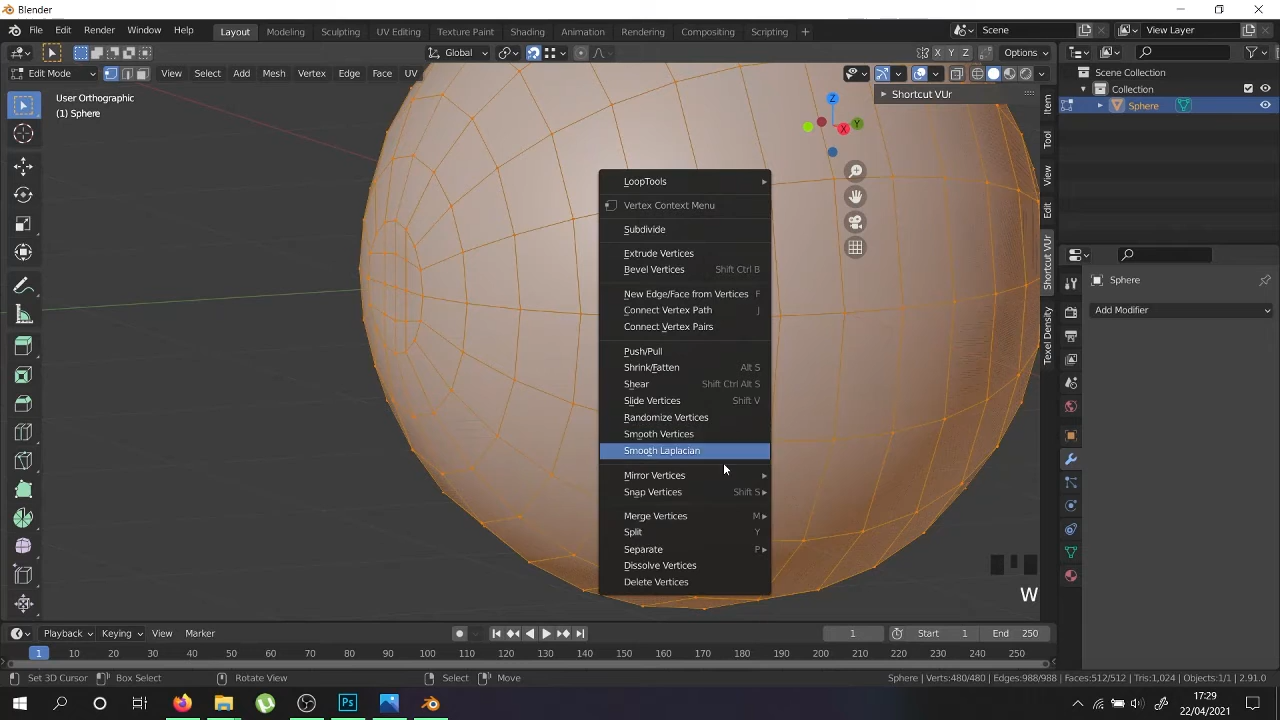 Blender
File Edit Render Window Help Layout Modeling Sculpting UV Editing Texture Paint Shading Animation Rendering Compositing Scripting + Scene View Layer
Global X Y Z Options
Edit Mode View Select Add Mesh Vertex Edge Face UV
Scene Collection
Collection
Sphere
User Orthographic
(1) Sphere
Shortcut VUr
Z
Y
X
Item
Tool
View
Edit
Shortcut VUr
Texel Density
LoopTools
Vertex Context Menu
Subdivide
Extrude Vertices
Bevel Vertices Shift Ctrl B
New Edge/Face from Vertices F
Connect Vertex Path J
Connect Vertex Pairs
Push/Pull
Shrink/Fatten Alt S
Shear Shift Ctrl Alt S
Slide Vertices Shift V
Randomize Vertices
Smooth Vertices
Smooth Laplacian
Mirror Vertices
Snap Vertices Shift S
Merge Vertices M
Split Y
Separate P
Dissolve Vertices
Delete Vertices
Sphere
Add Modifier
W
Playback Keying View Marker 1 Start 1 End 250
1 10 20 30 40 50 60 70 80 90 100 110 120 130 140 150 160 170 180 190 200 210 220 230 240 250
Set 3D Cursor Box Select Rotate View Select Move Sphere | Verts:480/480 | Edges:988/988 | Faces:512/512 | Tris:1,024 | Objects:1/1 | 2.91.0
Ps
17:29
22/04/2021